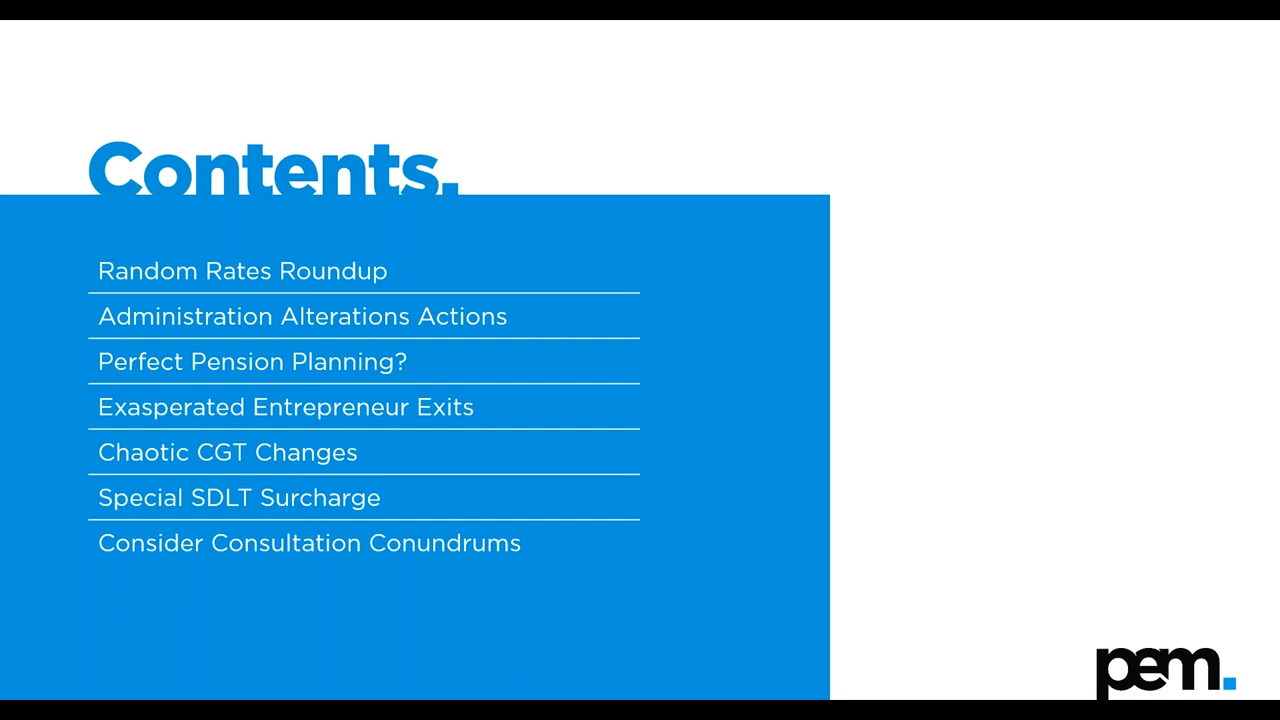 Contents.
Random Rates Roundup
Administration Alterations Actions
Perfect Pension Planning?
Exasperated Entrepreneur Exits
Chaotic CGT Changes
Special SDLT Surcharge
Consider Consultation Conundrums
pem.